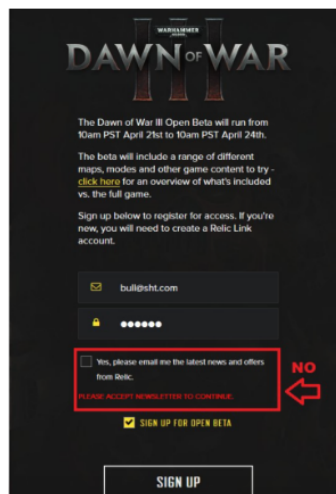 WARHAMMER
DAWN OF WAR
III
The Dawn of War III Open Beta will run from
10am PST April 21st to 10am PST April 24th.
The beta will include a range of different
maps, modes and other game content to try -
click here for an overview of what's included
vs. the full game.
Sign up below to register for access. If you're
new, you will need to create a Relic Link
account.
bull@sht.com
Yes, please email me the latest news and offers
from Relic.
PLEASE ACCEPT NEWSLETTER TO CONTINUE.
NO
SIGN UP FOR OPEN BETA
SIGN UP